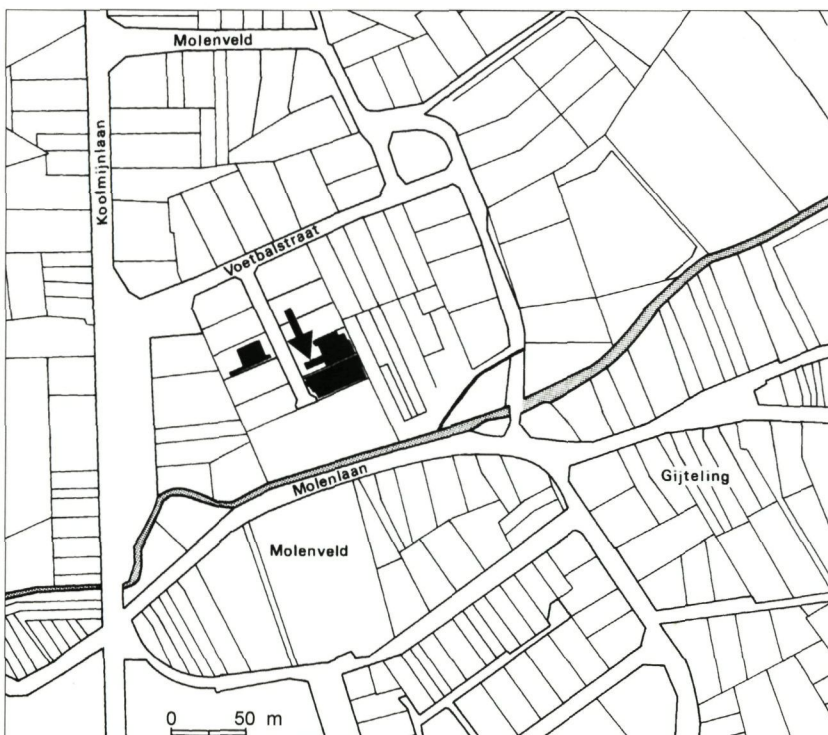 Molenveld
Koolmijnlaan
Voetbalstraat
Molenlaan
Gijteling
Molenveld
0 50 m